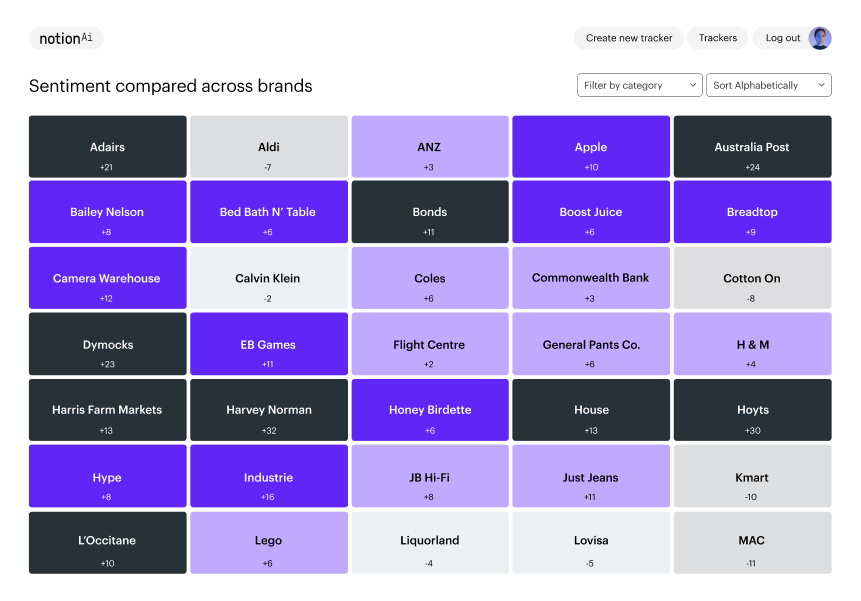 notionAi
Create new tracker
Trackers
Log out
Sentiment compared across brands
Filter by category
Sort Alphabetically
Adairs
+21
Aldi
-7
ANZ
+3
Apple
+10
Australia Post
+24
Bailey Nelson
+8
Bed Bath N’ Table
+6
Bonds
+11
Boost Juice
+6
Breadtop
+9
Camera Warehouse
+12
Calvin Klein
-2
Coles
+6
Commonwealth Bank
+3
Cotton On
-8
Dymocks
+23
EB Games
+11
Flight Centre
+2
General Pants Co.
+6
H & M
+4
Harris Farm Markets
+13
Harvey Norman
+32
Honey Birdette
+6
House
+13
Hoyts
+30
Hype
+8
Industrie
+16
JB Hi-Fi
+8
Just Jeans
+11
Kmart
-10
L’Occitane
+10
Lego
+6
Liquorland
-4
Lovisa
-5
MAC
-11